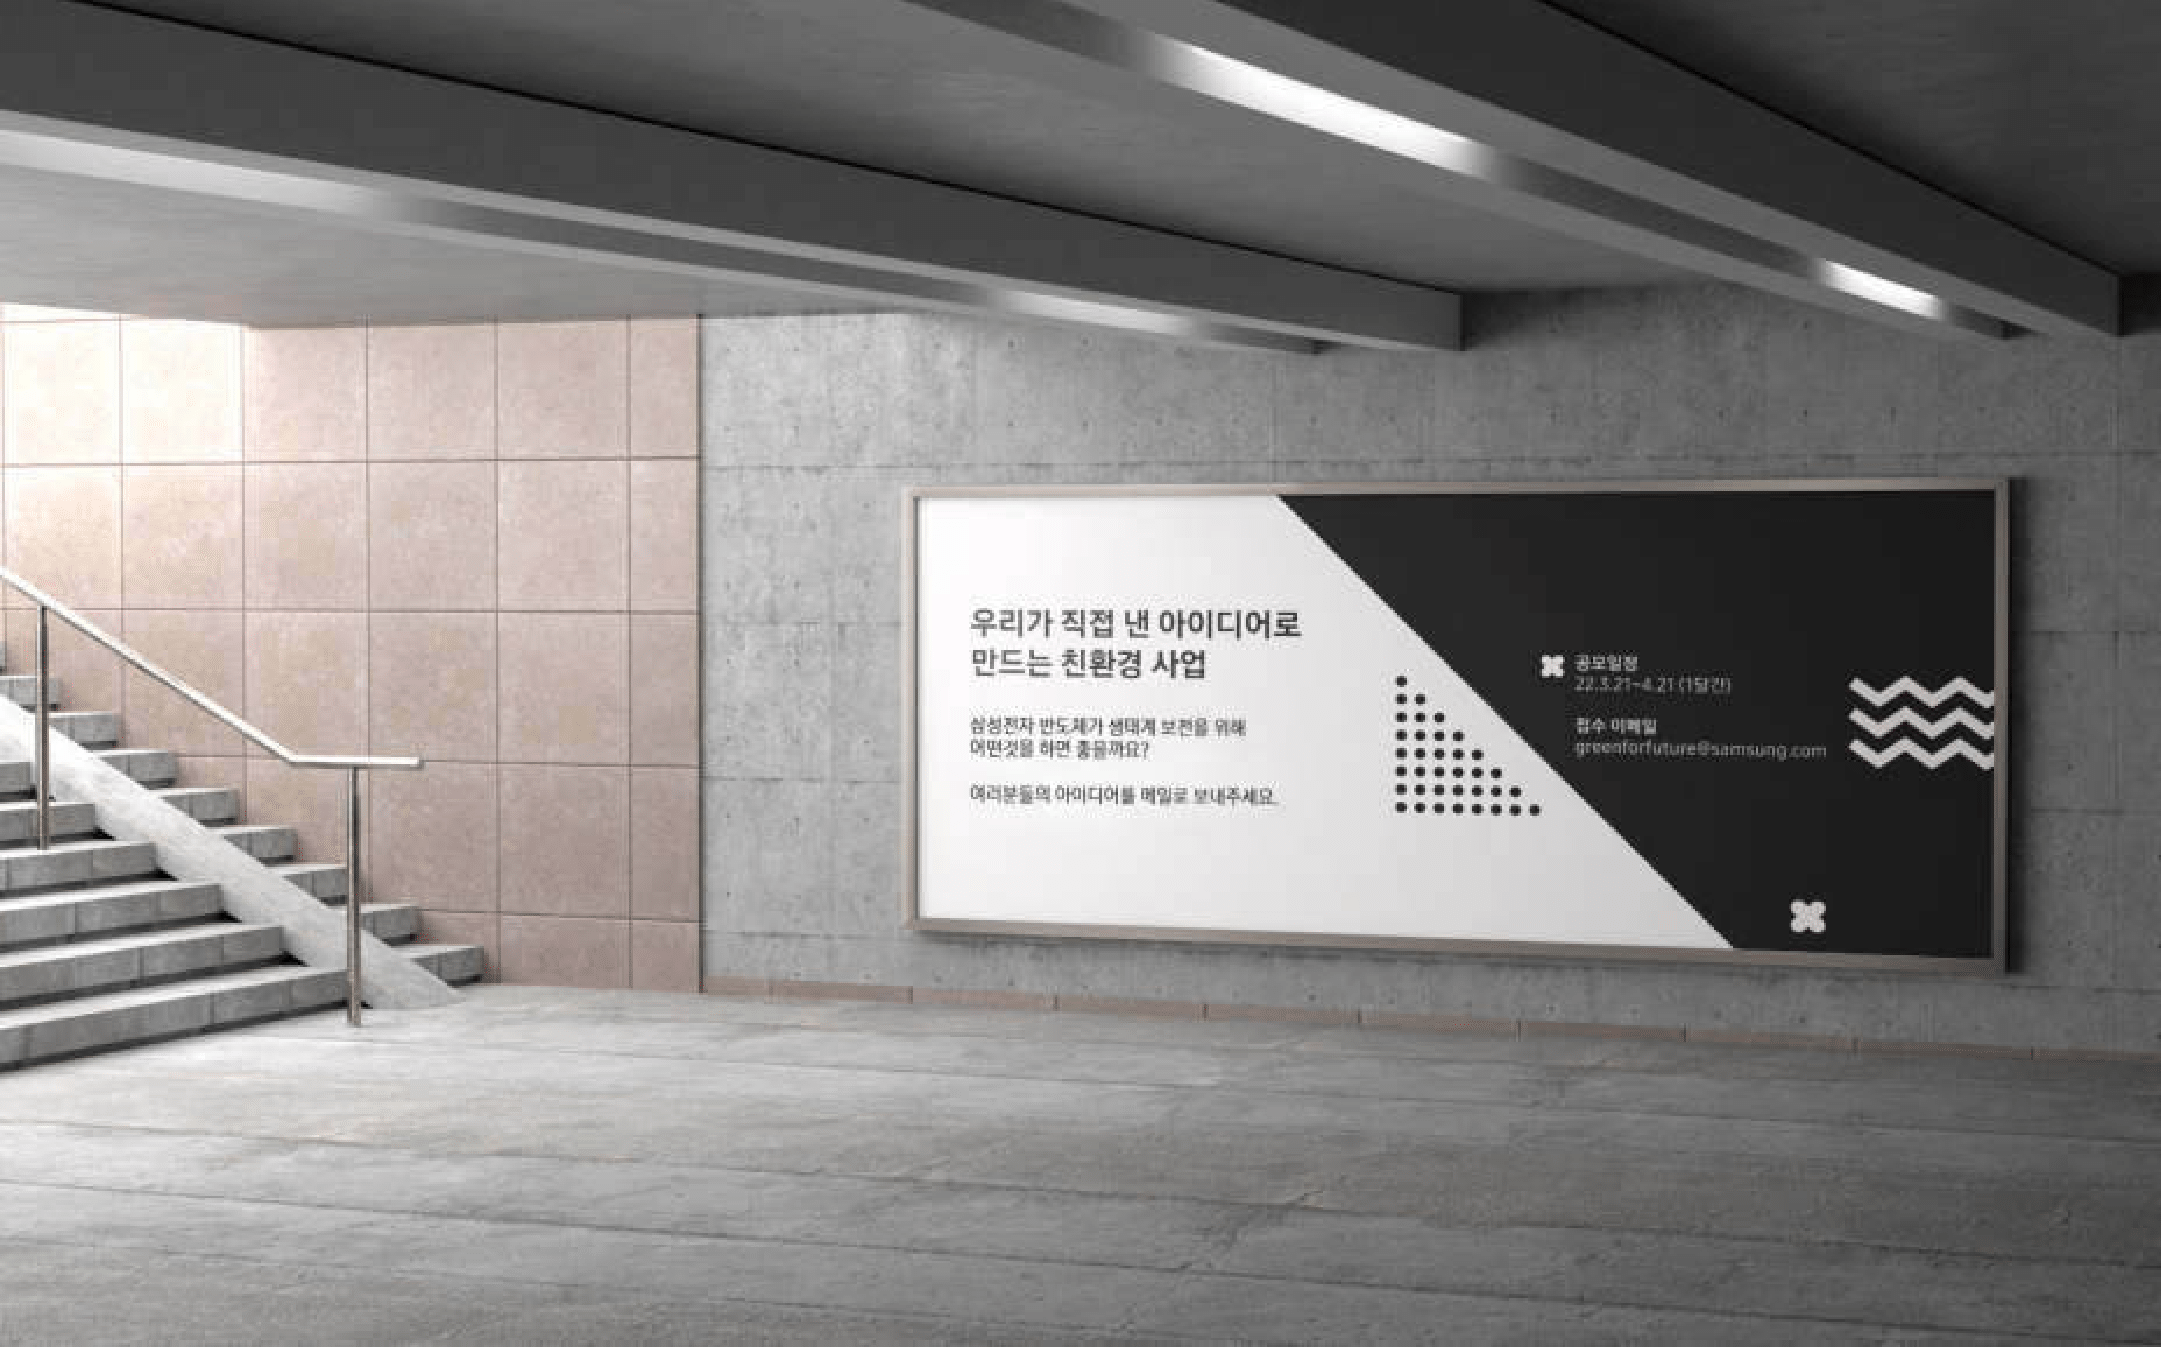 우리가 직접 낸 아이디어로
만드는 친환경 사업
삼성전자 반도체가 생태계 보전을 위해
어떤것을 하면 좋을까요?
여러분들의 아이디어를 메일로 보내주세요.
공모일정
22.3.21~4.21 (1달간)
접수 이메일
greenforfuture@samsung.com